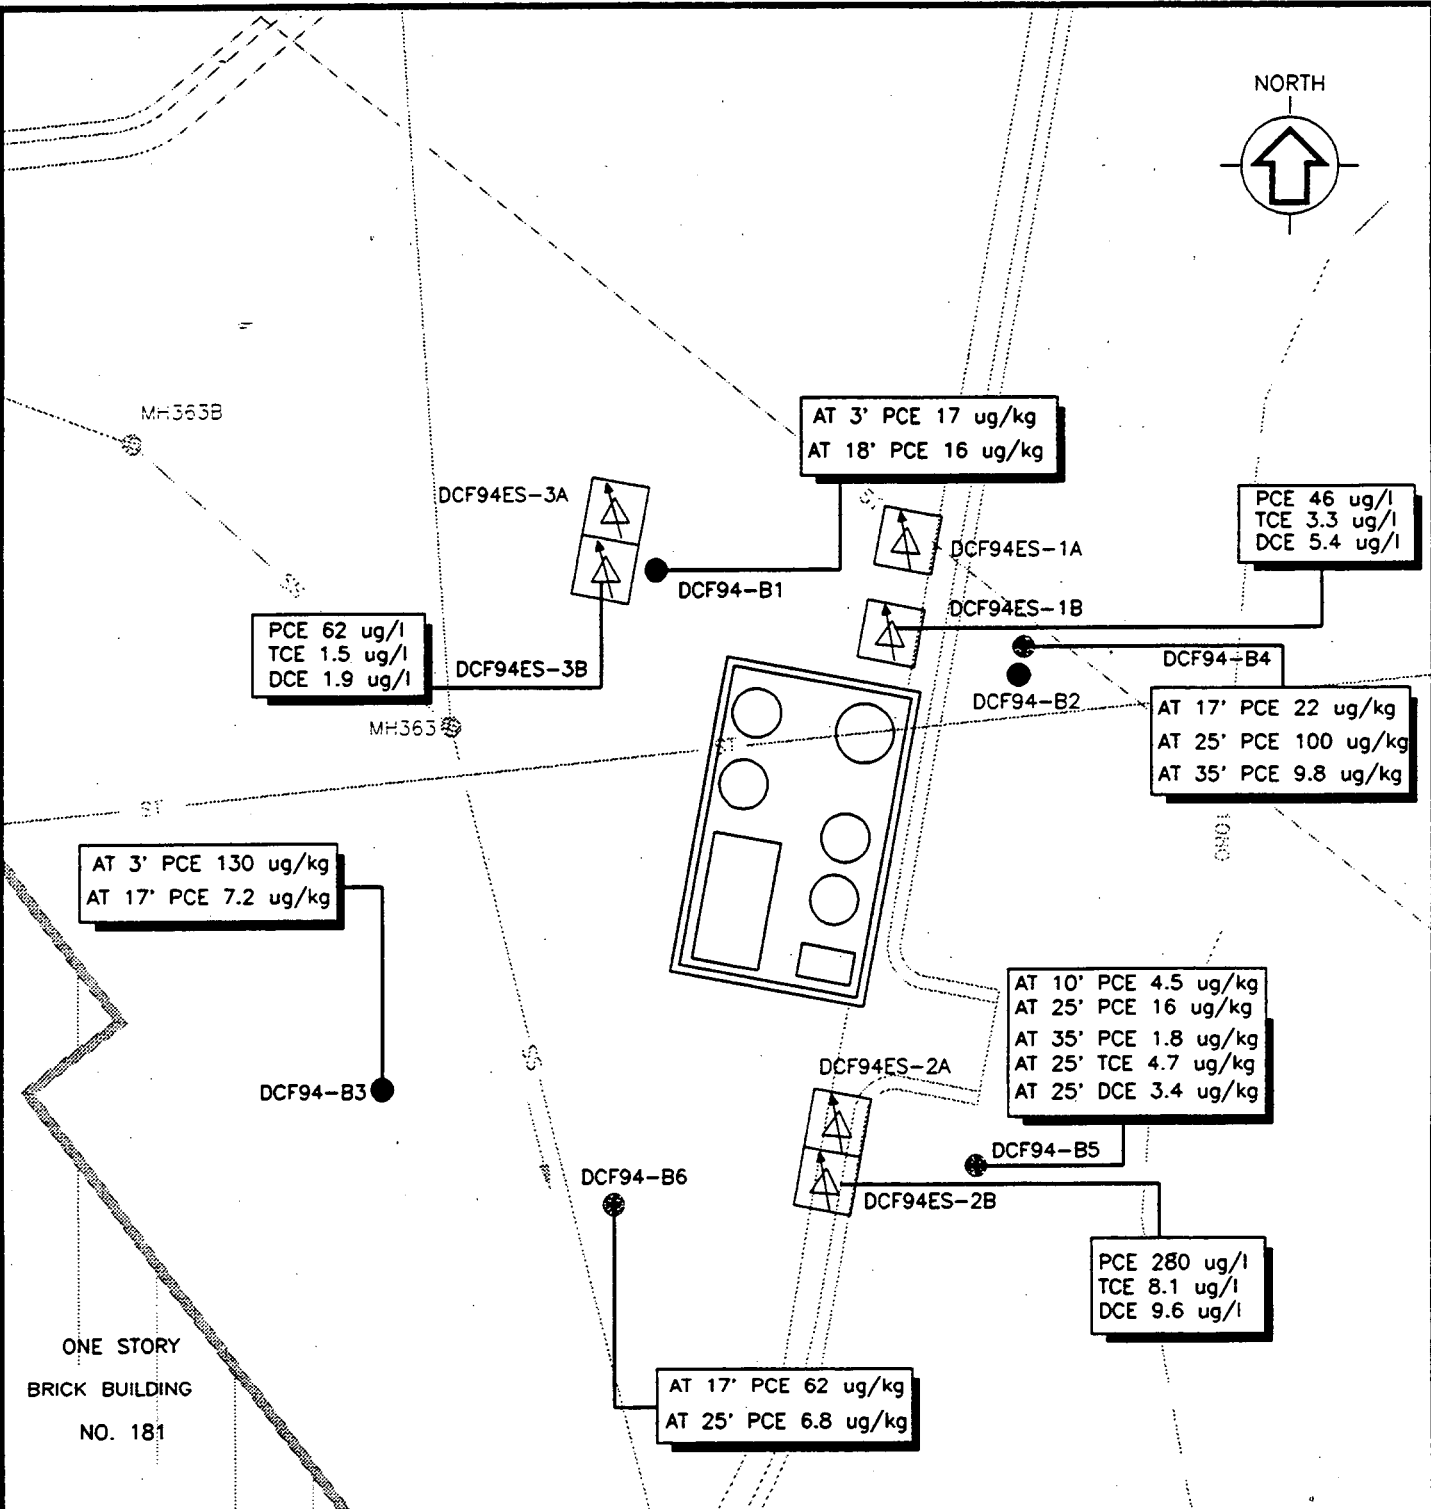 NORTH
MH363B
AT 3' PCE 17 ug/kg
AT 18' PCE 16 ug/kg
DCF94ES-3A
DCF94-B1
DCF94ES-1A
PCE 46 ug/l
TCE 3.3 ug/l
DCE 5.4 ug/l
DCF94ES-1B
PCE 62 ug/l
TCE 1.5 ug/l
DCE 1.9 ug/l
DCF94ES-3B
DCF94-B4
DCF94-B2
MH363
AT 17' PCE 22 ug/kg
AT 25' PCE 100 ug/kg
AT 35' PCE 9.8 ug/kg
ST
ST
AT 3' PCE 130 ug/kg
AT 17' PCE 7.2 ug/kg
AT 10' PCE 4.5 ug/kg
AT 25' PCE 16 ug/kg
AT 35' PCE 1.8 ug/kg
AT 25' TCE 4.7 ug/kg
AT 25' DCE 3.4 ug/kg
DCF94ES-2A
DCF94-B3
DCF94-B5
DCF94-B6
DCF94ES-2B
PCE 280 ug/l
TCE 8.1 ug/l
DCE 9.6 ug/l
ONE STORY
BRICK BUILDING
NO. 181
AT 17' PCE 62 ug/kg
AT 25' PCE 6.8 ug/kg